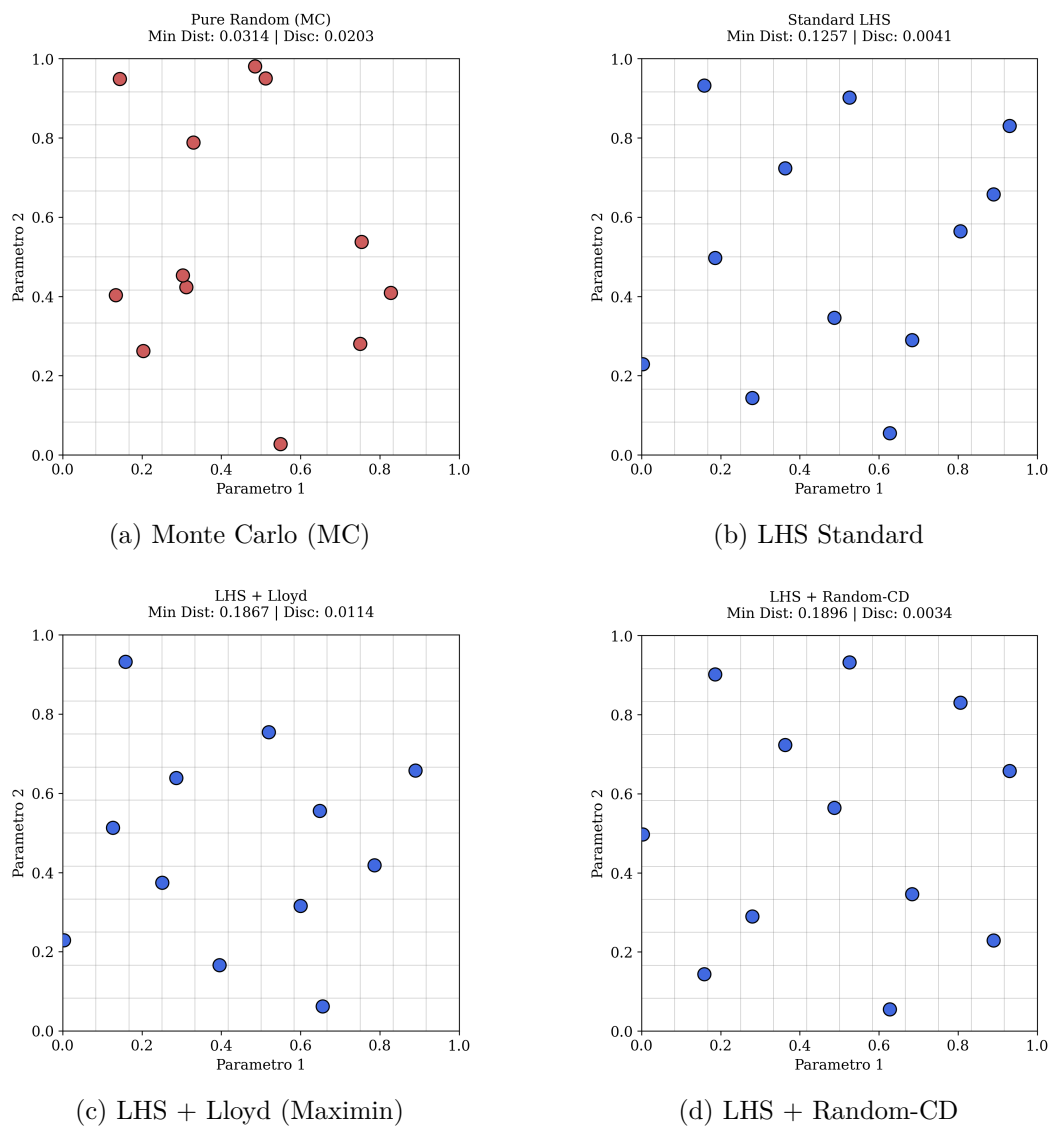 Pure Random (MC)
Min Dist: 0.0314 | Disc: 0.0203
1.0
0.8
0.6
0.4
0.2
0.0
Parametro 2
0.0 0.2 0.4 0.6 0.8 1.0
Parametro 1
(a) Monte Carlo (MC)
Standard LHS
Min Dist: 0.1257 | Disc: 0.0041
1.0
0.8
0.6
0.4
0.2
0.0
Parametro 2
0.0 0.2 0.4 0.6 0.8 1.0
Parametro 1
(b) LHS Standard
LHS + Lloyd
Min Dist: 0.1867 | Disc: 0.0114
1.0
0.8
0.6
0.4
0.2
0.0
Parametro 2
0.0 0.2 0.4 0.6 0.8 1.0
Parametro 1
(c) LHS + Lloyd (Maximin)
LHS + Random-CD
Min Dist: 0.1896 | Disc: 0.0034
1.0
0.8
0.6
0.4
0.2
0.0
Parametro 2
0.0 0.2 0.4 0.6 0.8 1.0
Parametro 1
(d) LHS + Random-CD